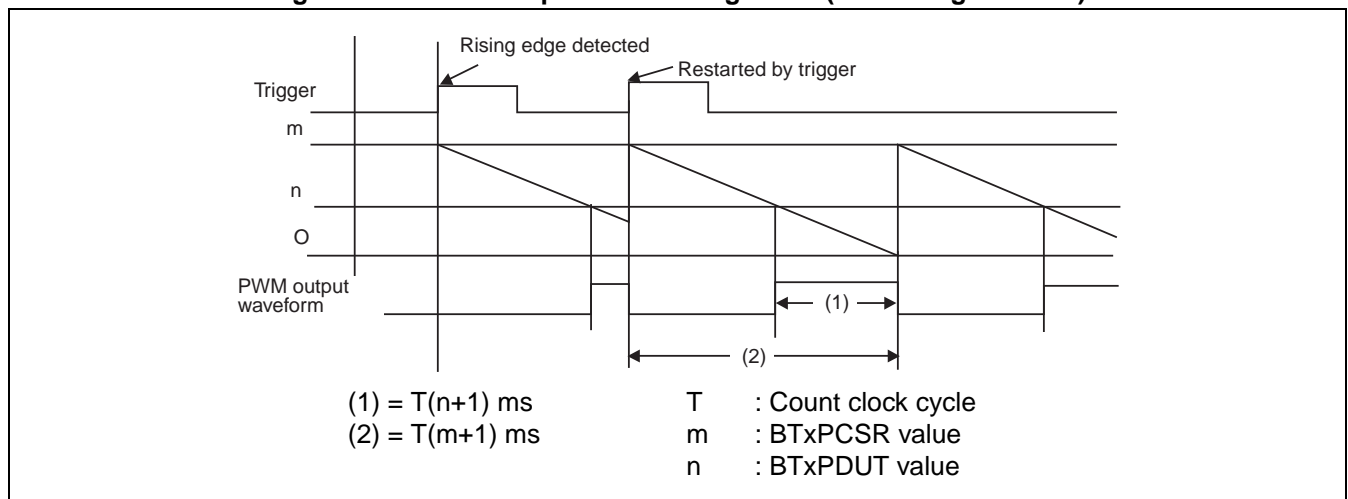 Rising edge detected
Restarted by trigger
Trigger
m
n
O
PWM output
waveform
(1)
(2)
(1) = T(n+1) ms
(2) = T(m+1) ms
T : Count clock cycle
m : BTxPCSR value
n : BTxPDUT value